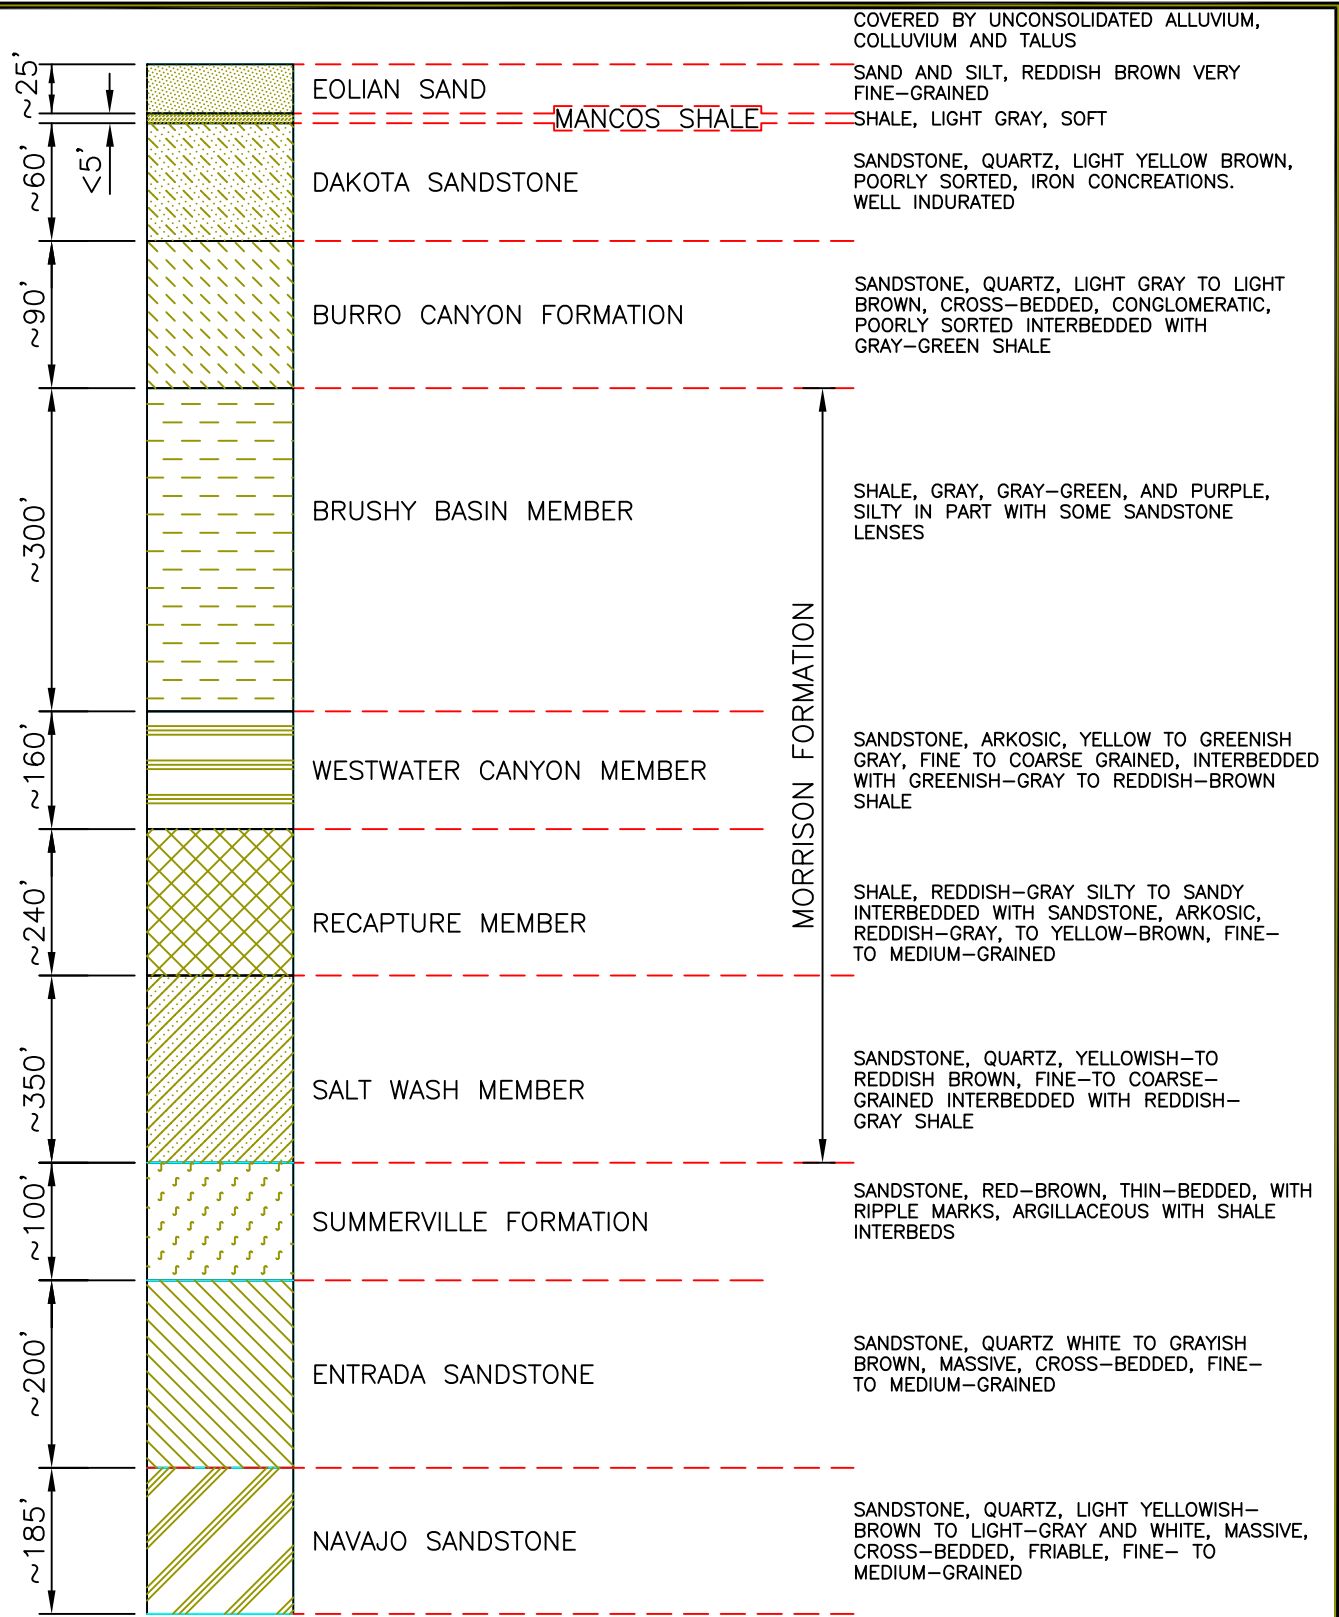 COVERED BY UNCONSOLIDATED ALLUVIUM,
COLLUVIUM AND TALUS
~25'
EOLIAN SAND
SAND AND SILT, REDDISH BROWN VERY
FINE-GRAINED
<5'
MANCOS SHALE
SHALE, LIGHT GRAY, SOFT
~60'
DAKOTA SANDSTONE
SANDSTONE, QUARTZ, LIGHT YELLOW BROWN,
POORLY SORTED, IRON CONCREATIONS.
WELL INDURATED
~90'
BURRO CANYON FORMATION
SANDSTONE, QUARTZ, LIGHT GRAY TO LIGHT
BROWN, CROSS-BEDDED, CONGLOMERATIC,
POORLY SORTED INTERBEDDED WITH
GRAY-GREEN SHALE
MORRISON FORMATION
~300'
BRUSHY BASIN MEMBER
SHALE, GRAY, GRAY-GREEN, AND PURPLE,
SILTY IN PART WITH SOME SANDSTONE
LENSES
~160'
WESTWATER CANYON MEMBER
SANDSTONE, ARKOSIC, YELLOW TO GREENISH
GRAY, FINE TO COARSE GRAINED, INTERBEDDED
WITH GREENISH-GRAY TO REDDISH-BROWN
SHALE
~240'
RECAPTURE MEMBER
SHALE, REDDISH-GRAY SILTY TO SANDY
INTERBEDDED WITH SANDSTONE, ARKOSIC,
REDDISH-GRAY, TO YELLOW-BROWN, FINE-
TO MEDIUM-GRAINED
~350'
SALT WASH MEMBER
SANDSTONE, QUARTZ, YELLOWISH-TO
REDDISH BROWN, FINE-TO COARSE-
GRAINED INTERBEDDED WITH REDDISH-
GRAY SHALE
~100'
SUMMERVILLE FORMATION
SANDSTONE, RED-BROWN, THIN-BEDDED, WITH
RIPPLE MARKS, ARGILLACEOUS WITH SHALE
INTERBEDS
~200'
ENTRADA SANDSTONE
SANDSTONE, QUARTZ WHITE TO GRAYISH
BROWN, MASSIVE, CROSS-BEDDED, FINE-
TO MEDIUM-GRAINED
~185'
NAVAJO SANDSTONE
SANDSTONE, QUARTZ, LIGHT YELLOWISH-
BROWN TO LIGHT-GRAY AND WHITE, MASSIVE,
CROSS-BEDDED, FRIABLE, FINE- TO
MEDIUM-GRAINED